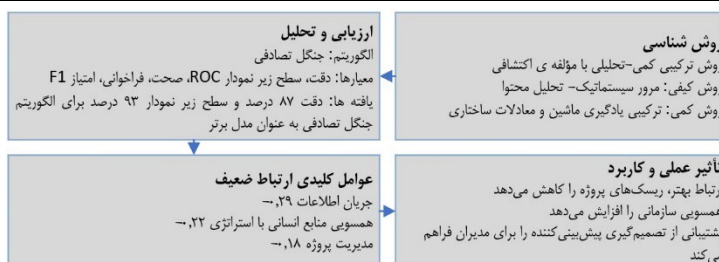 روش شناسی
روش ترکیبی کمی-تحلیلی با مؤلفه ی اکتشافی
روش کیفی: مرور سیستماتیک- تحلیل محتوا
روش کمی: ترکیبی یادگیری ماشین و معادلات ساختاری
ارزیابی و تحلیل
الگوریتم: جنگل تصادفی
معیارها: دقت، سطح زیر نمودار ROC، صحت، فراخوانی، امتیاز F1
یافته ها: دقت ۸۷ درصد و سطح زیر نمودار ۹۳ درصد برای الگوریتم
جنگل تصادفی به عنوان مدل برتر
عوامل کلیدی ارتباط ضعیف
جریان اطلاعات ۰,۲۹-
همسویی منابع انسانی با استراتژی ۰,۲۲-
مدیریت پروژه ۰,۱۸-
تأثیر عملی و کاربرد
ارتباط بهتر، ریسک‌های پروژه را کاهش می‌دهد
همسویی سازمانی را افزایش می‌دهد
پشتیبانی از تصمیم‌گیری پیش‌بینی‌کننده را برای مدیران فراهم
می‌کند